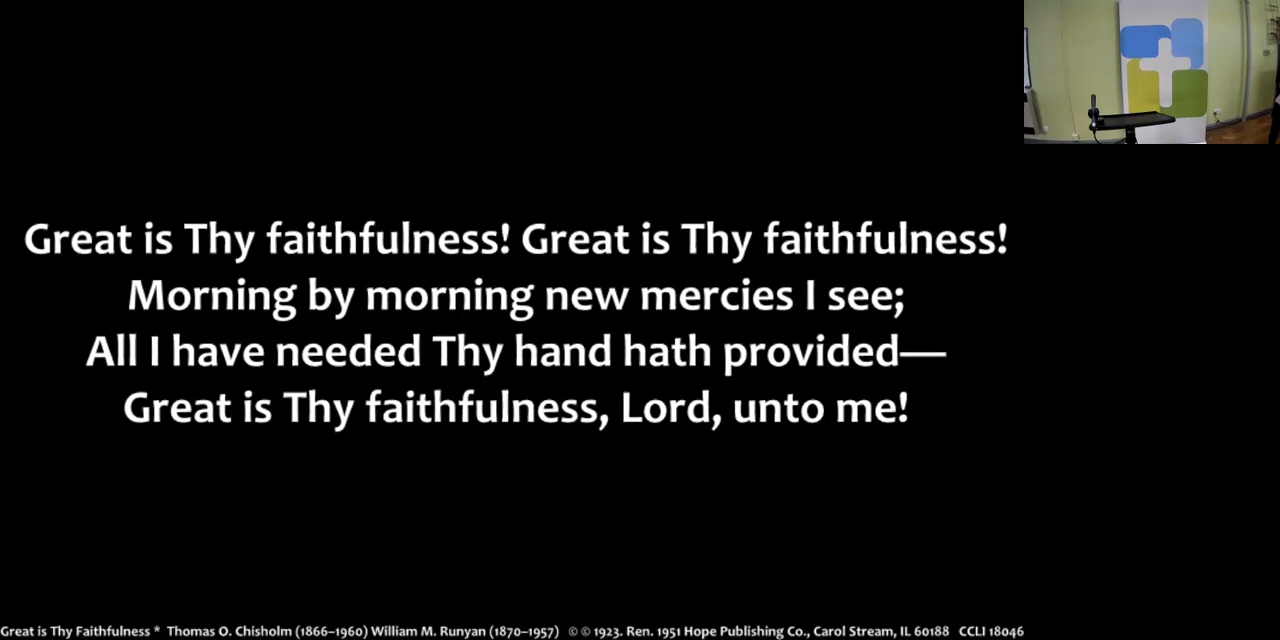 Great is Thy faithfulness! Great is Thy faithfulness!
Morning by morning new mercies I see;
All I have needed Thy hand hath provided—
Great is Thy faithfulness, Lord, unto me!
Great is Thy Faithfulness * Thomas O. Chisholm (1866–1960) William M. Runyan (1870–1957) © © 1923. Ren. 1951 Hope Publishing Co., Carol Stream, IL 60188 CCLI 18046